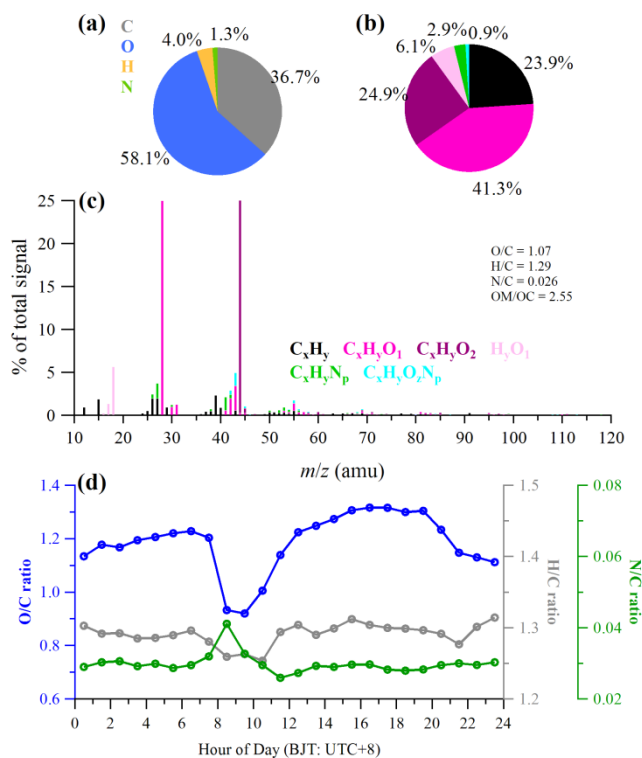 (a)
C
O
H
N
4.0%
1.3%
36.7%
58.1%
(b)
2.9%
0.9%
6.1%
23.9%
24.9%
41.3%
(c)
25
20
15
10
5
0
% of total signal
O/C = 1.07
H/C = 1.29
N/C = 0.026
OM/OC = 2.55
CxHy CxHyO1 CxHyO2 HyO1
CxHyNp CxHyOzNp
10 20 30 40 50 60 70 80 90 100 110 120
m/z (amu)
(d)
1.4
1.2
1.0
0.8
0.6
O/C ratio
1.5
1.4
1.3
1.2
H/C ratio
0.08
0.06
0.04
0.02
N/C ratio
0 2 4 6 8 10 12 14 16 18 20 22 24
Hour of Day (BJT: UTC+8)